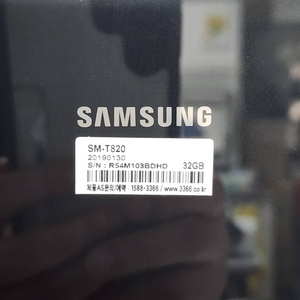 SAMSUNG
SM-T820
20190130
S/N : R54M103BDHD 32GB
제품AS문의/예약 1588-3366 / www.3366.co.kr